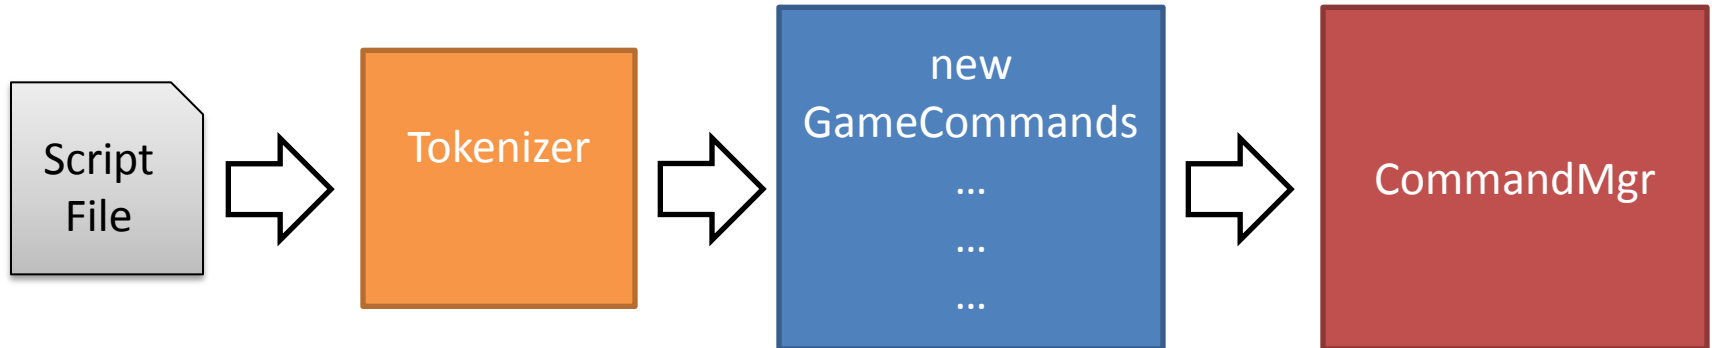 Script
File
Tokenizer
new
GameCommands
...
...
...
CommandMgr